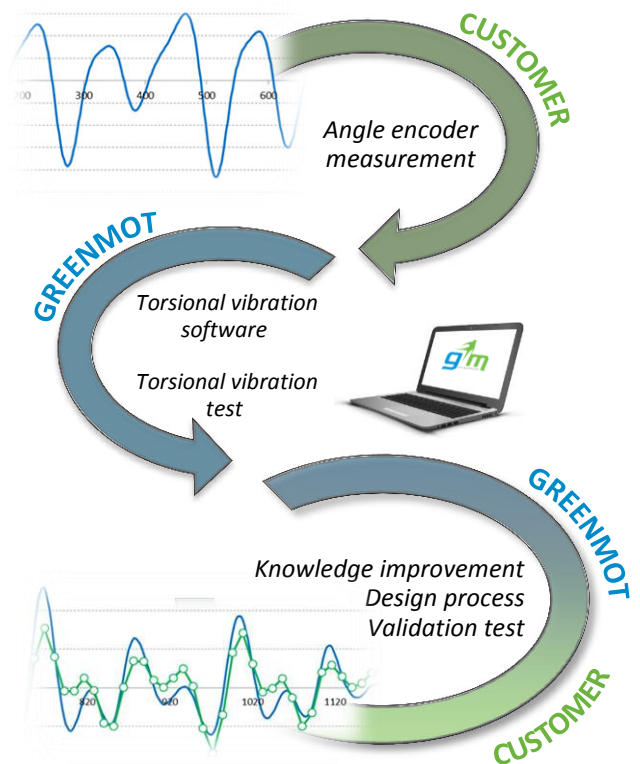 CUSTOMER
200 300 400 500 600
Angle encoder
measurement
GREENMOT
Torsional vibration
software
Torsional vibration
test
gm
GREENMOT
Knowledge improvement
Design process
Validation test
820 920 1020 1120
CUSTOMER